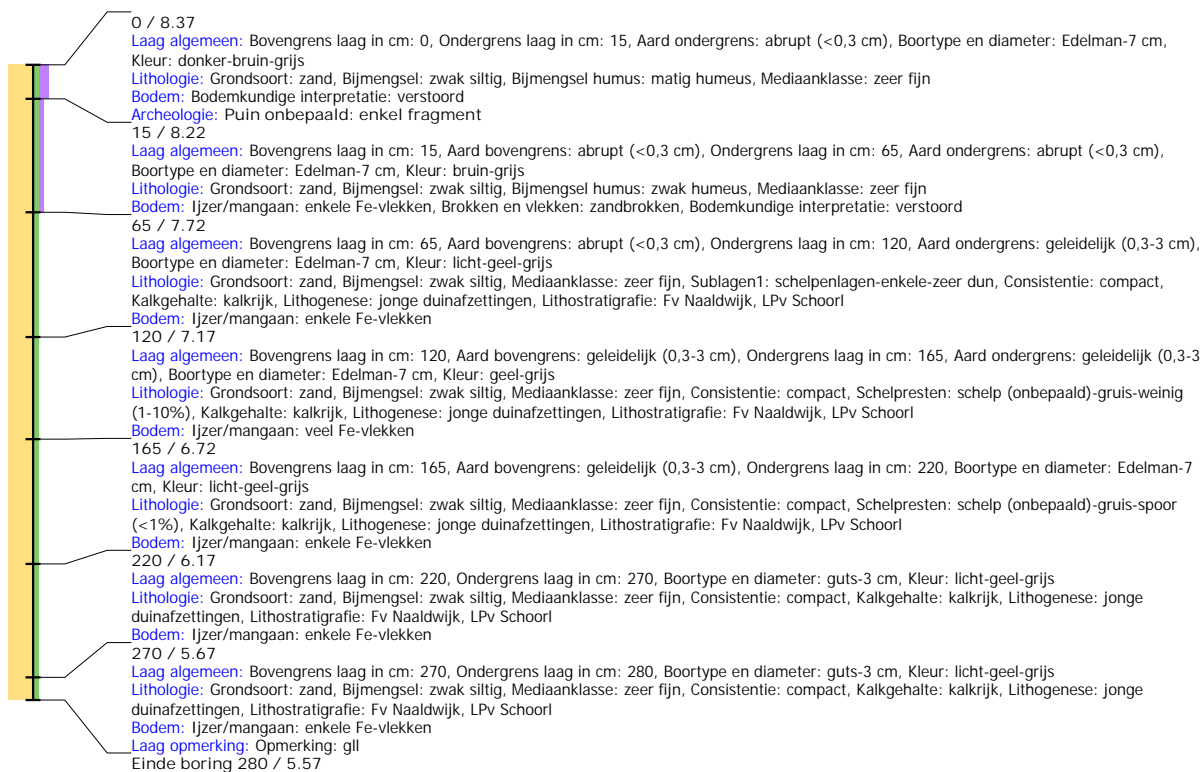 0 / 8.37
Laag algemeen: Bovengrens laag in cm: 0, Ondergrens laag in cm: 15, Aard ondergrens: abrupt (<0,3 cm), Boortype en diameter: Edelman-7 cm,
Kleur: donker-bruin-grijs
Lithologie: Grondsoort: zand, Bijmengsel: zwak siltig, Bijmengsel humus: matig humeus, Mediaanklasse: zeer fijn
Bodem: Bodemkundige interpretatie: verstoord
Archeologie: Puin onbepaald: enkel fragment
15 / 8.22
Laag algemeen: Bovengrens laag in cm: 15, Aard bovengrens: abrupt (<0,3 cm), Ondergrens laag in cm: 65, Aard ondergrens: abrupt (<0,3 cm),
Boortype en diameter: Edelman-7 cm, Kleur: bruin-grijs
Lithologie: Grondsoort: zand, Bijmengsel: zwak siltig, Bijmengsel humus: zwak humeus, Mediaanklasse: zeer fijn
Bodem: Ijzer/mangaan: enkele Fe-vlekken, Brokken en vlekken: zandbrokken, Bodemkundige interpretatie: verstoord
65 / 7.72
Laag algemeen: Bovengrens laag in cm: 65, Aard bovengrens: abrupt (<0,3 cm), Ondergrens laag in cm: 120, Aard ondergrens: geleidelijk (0,3-3 cm),
Boortype en diameter: Edelman-7 cm, Kleur: licht-geel-grijs
Lithologie: Grondsoort: zand, Bijmengsel: zwak siltig, Mediaanklasse: zeer fijn, Sublagen1: schelpenlagen-enkele-zeer dun, Consistentie: compact,
Kalkgehalte: kalkrijk, Lithogenese: jonge duinafzettingen, Lithostratigrafie: Fv Naaldwijk, LPv Schoorl
Bodem: Ijzer/mangaan: enkele Fe-vlekken
120 / 7.17
Laag algemeen: Bovengrens laag in cm: 120, Aard bovengrens: geleidelijk (0,3-3 cm), Ondergrens laag in cm: 165, Aard ondergrens: geleidelijk (0,3-3
cm), Boortype en diameter: Edelman-7 cm, Kleur: geel-grijs
Lithologie: Grondsoort: zand, Bijmengsel: zwak siltig, Mediaanklasse: zeer fijn, Consistentie: compact, Schelpresten: schelp (onbepaald)-gruis-weinig
(1-10%), Kalkgehalte: kalkrijk, Lithogenese: jonge duinafzettingen, Lithostratigrafie: Fv Naaldwijk, LPv Schoorl
Bodem: Ijzer/mangaan: veel Fe-vlekken
165 / 6.72
Laag algemeen: Bovengrens laag in cm: 165, Aard bovengrens: geleidelijk (0,3-3 cm), Ondergrens laag in cm: 220, Boortype en diameter: Edelman-7
cm, Kleur: licht-geel-grijs
Lithologie: Grondsoort: zand, Bijmengsel: zwak siltig, Mediaanklasse: zeer fijn, Consistentie: compact, Schelpresten: schelp (onbepaald)-gruis-spoor
(<1%), Kalkgehalte: kalkrijk, Lithogenese: jonge duinafzettingen, Lithostratigrafie: Fv Naaldwijk, LPv Schoorl
Bodem: Ijzer/mangaan: enkele Fe-vlekken
220 / 6.17
Laag algemeen: Bovengrens laag in cm: 220, Ondergrens laag in cm: 270, Boortype en diameter: guts-3 cm, Kleur: licht-geel-grijs
Lithologie: Grondsoort: zand, Bijmengsel: zwak siltig, Mediaanklasse: zeer fijn, Consistentie: compact, Kalkgehalte: kalkrijk, Lithogenese: jonge
duinafzettingen, Lithostratigrafie: Fv Naaldwijk, LPv Schoorl
Bodem: Ijzer/mangaan: enkele Fe-vlekken
270 / 5.67
Laag algemeen: Bovengrens laag in cm: 270, Ondergrens laag in cm: 280, Boortype en diameter: guts-3 cm, Kleur: licht-geel-grijs
Lithologie: Grondsoort: zand, Bijmengsel: zwak siltig, Mediaanklasse: zeer fijn, Consistentie: compact, Kalkgehalte: kalkrijk, Lithogenese: jonge
duinafzettingen, Lithostratigrafie: Fv Naaldwijk, LPv Schoorl
Bodem: Ijzer/mangaan: enkele Fe-vlekken
Laag opmerking: Opmerking: gll
Einde boring 280 / 5.57